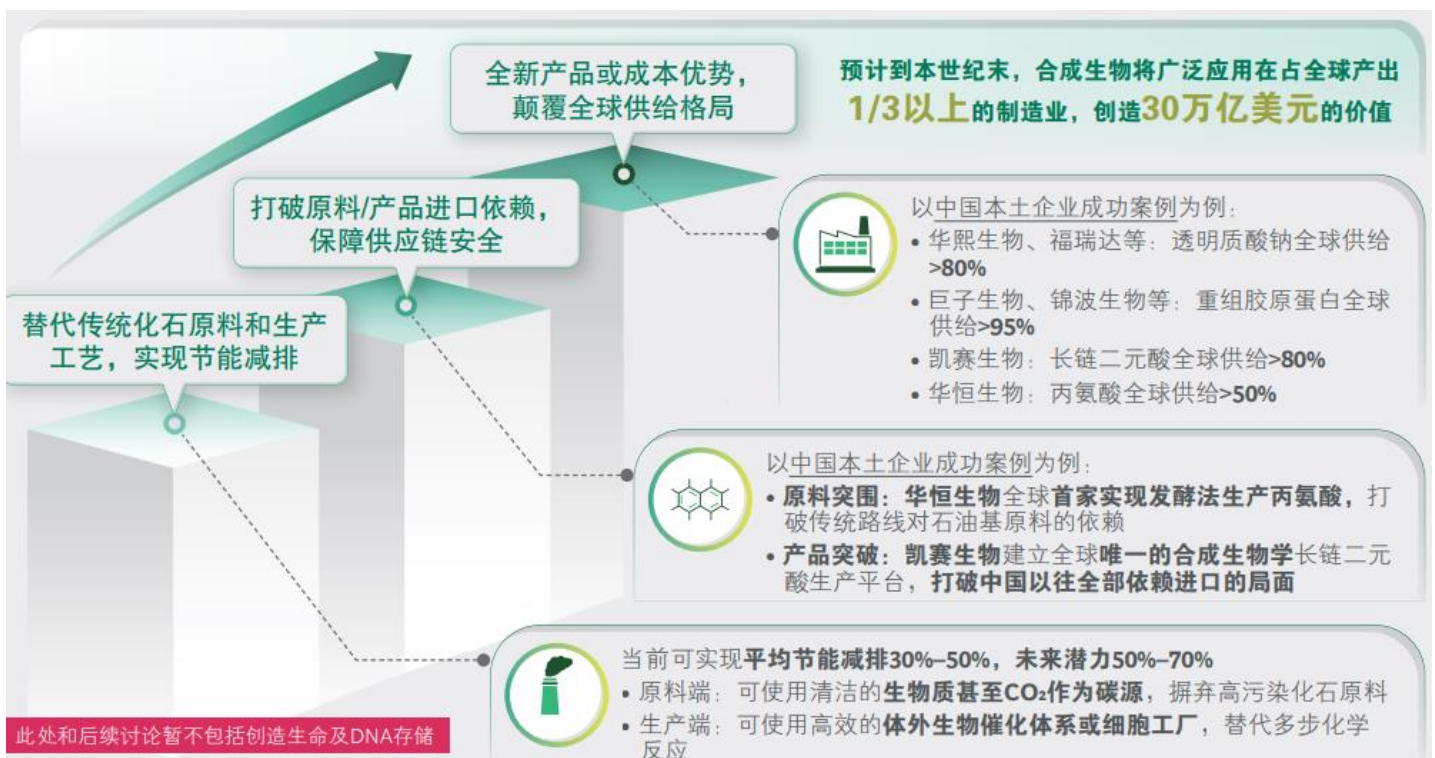 全新产品或成本优势，
颠覆全球供给格局
预计到本世纪末，合成生物将广泛应用在占全球产出
1/3以上的制造业，创造30万亿美元的价值
打破原料/产品进口依赖，
保障供应链安全
替代传统化石原料和生产
工艺，实现节能减排
以中国本土企业成功案例为例：
• 华熙生物、福瑞达等：透明质酸钠全球供给
>80%
• 巨子生物、锦波生物等：重组胶原蛋白全球
供给>95%
• 凯赛生物：长链二元酸全球供给>80%
• 华恒生物：丙氨酸全球供给>50%
以中国本土企业成功案例为例：
• 原料突围：华恒生物全球首家实现发酵法生产丙氨酸，打
破传统路线对石油基原料的依赖
• 产品突破：凯赛生物建立全球唯一的合成生物学长链二元
酸生产平台，打破中国以往全部依赖进口的局面
当前可实现平均节能减排30%–50%，未来潜力50%–70%
• 原料端：可使用清洁的生物质甚至CO₂作为碳源，摒弃高污染化石原料
• 生产端：可使用高效的体外生物催化体系或细胞工厂，替代多步化学
反应
此处和后续讨论暂不包括创造生命及DNA存储